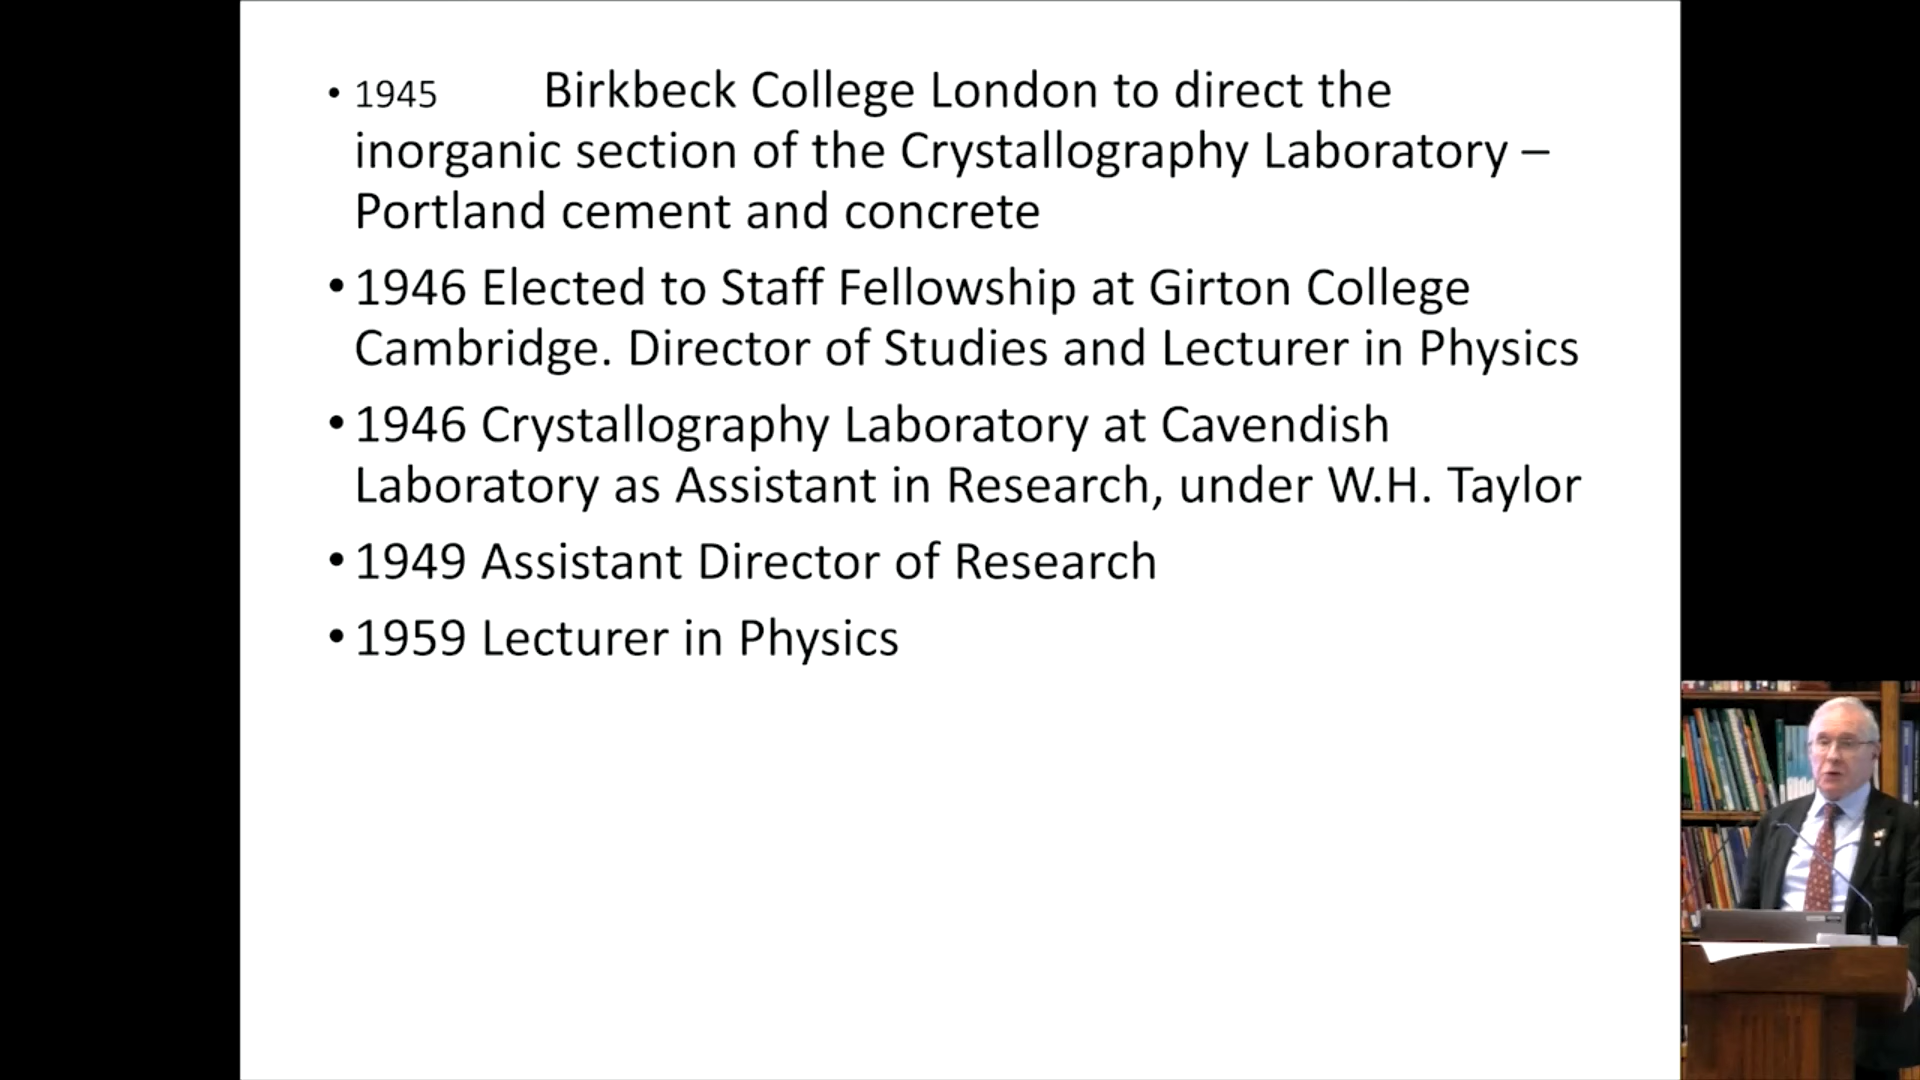 • 1945 Birkbeck College London to direct the
inorganic section of the Crystallography Laboratory –
Portland cement and concrete
• 1946 Elected to Staff Fellowship at Girton College
Cambridge. Director of Studies and Lecturer in Physics
• 1946 Crystallography Laboratory at Cavendish
Laboratory as Assistant in Research, under W.H. Taylor
• 1949 Assistant Director of Research
• 1959 Lecturer in Physics